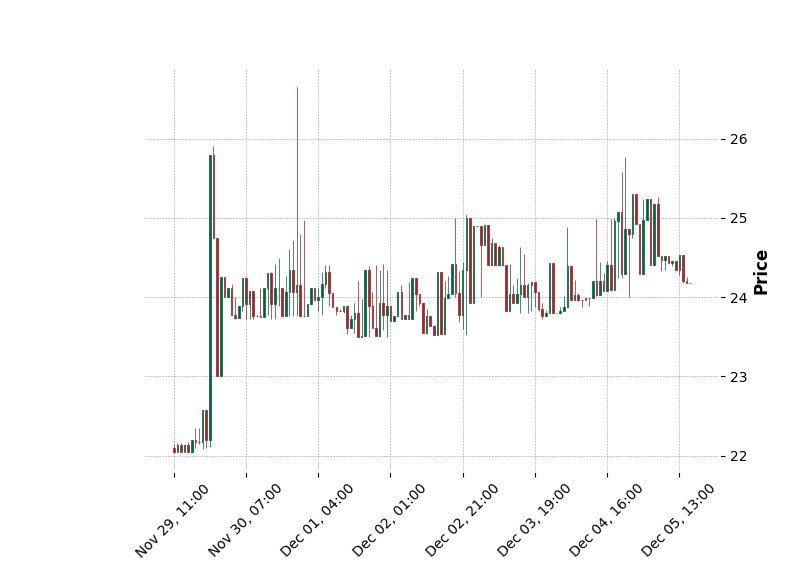 26
25
24
23
22
Price
Nov 29, 11:00
Nov 30, 07:00
Dec 01, 04:00
Dec 02, 01:00
Dec 02, 21:00
Dec 03, 19:00
Dec 04, 16:00
Dec 05, 13:00